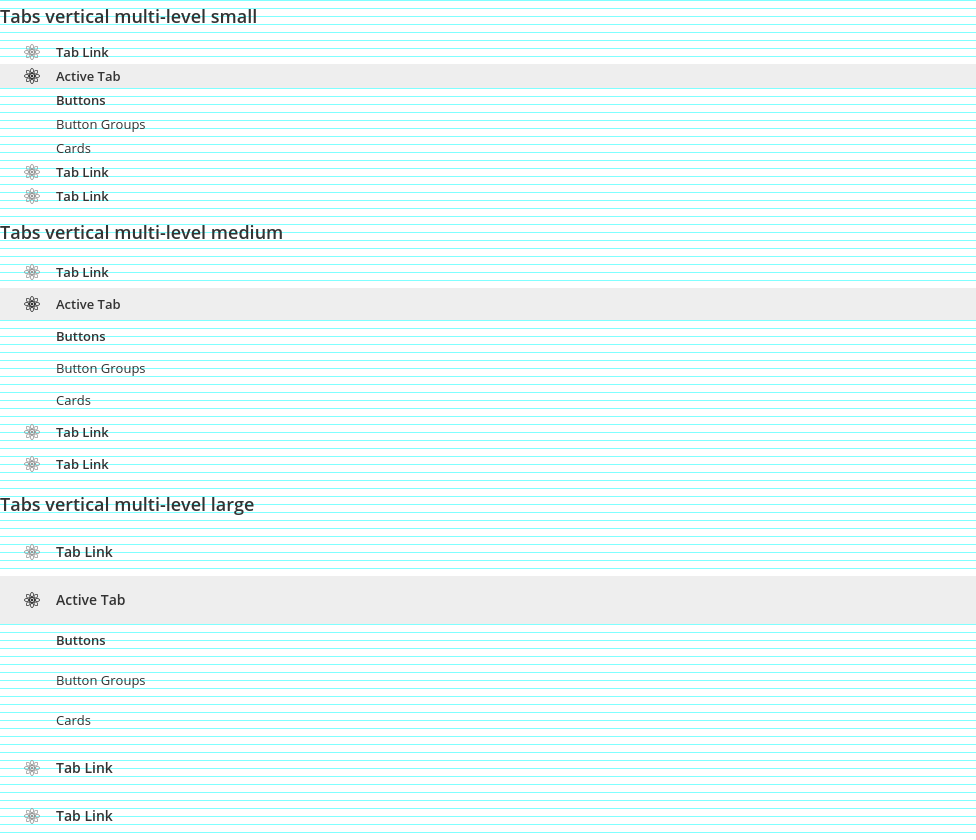 Tabs vertical multi-level small
Tab Link
Active Tab
Buttons
Button Groups
Cards
Tab Link
Tab Link
Tabs vertical multi-level medium
Tab Link
Active Tab
Buttons
Button Groups
Cards
Tab Link
Tab Link
Tabs vertical multi-level large
Tab Link
Active Tab
Buttons
Button Groups
Cards
Tab Link
Tab Link